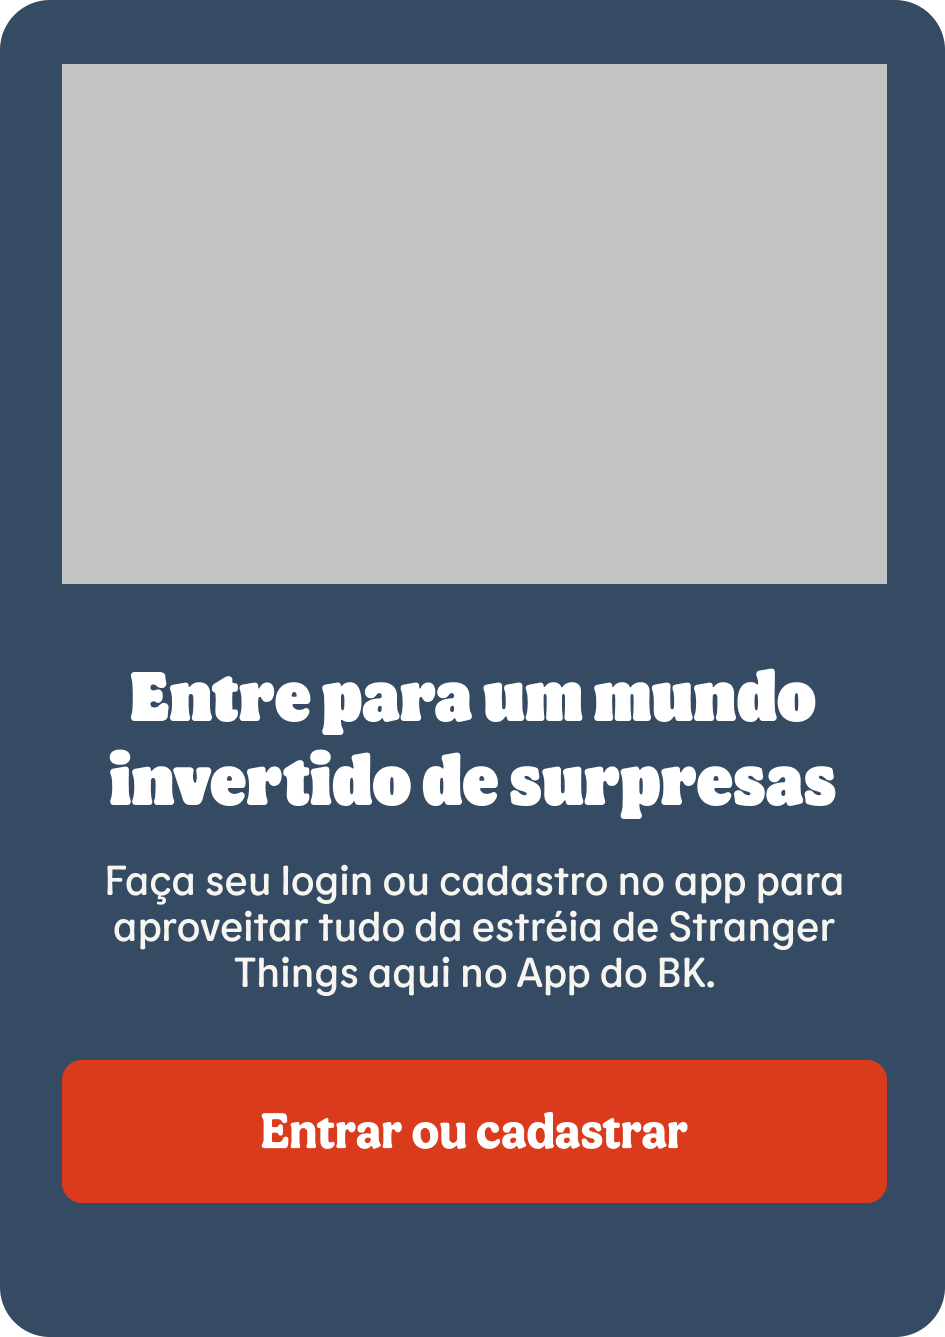 Entre para um mundo
invertido de surpresas
Faça seu login ou cadastro no app para
aproveitar tudo da estréia de Stranger
Things aqui no App do BK.
Entrar ou cadastrar